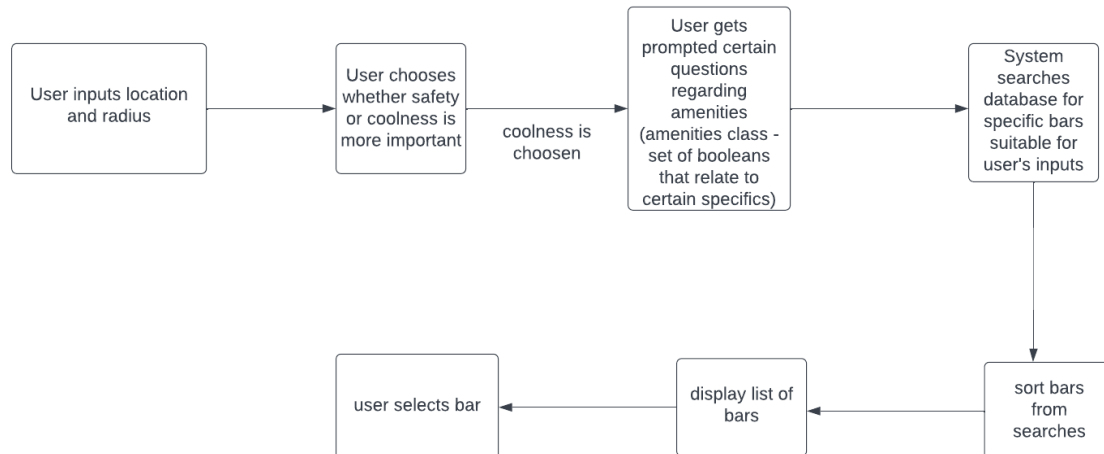 User inputs location
and radius
User chooses
whether safety
or coolness is
more important
coolness is
choosen
User gets
prompted certain
questions
regarding
amenities
(amenities class -
set of booleans
that relate to
certain specifics)
System
searches
database for
specific bars
suitable for
user's inputs
sort bars
from
searches
display list of
bars
user selects bar